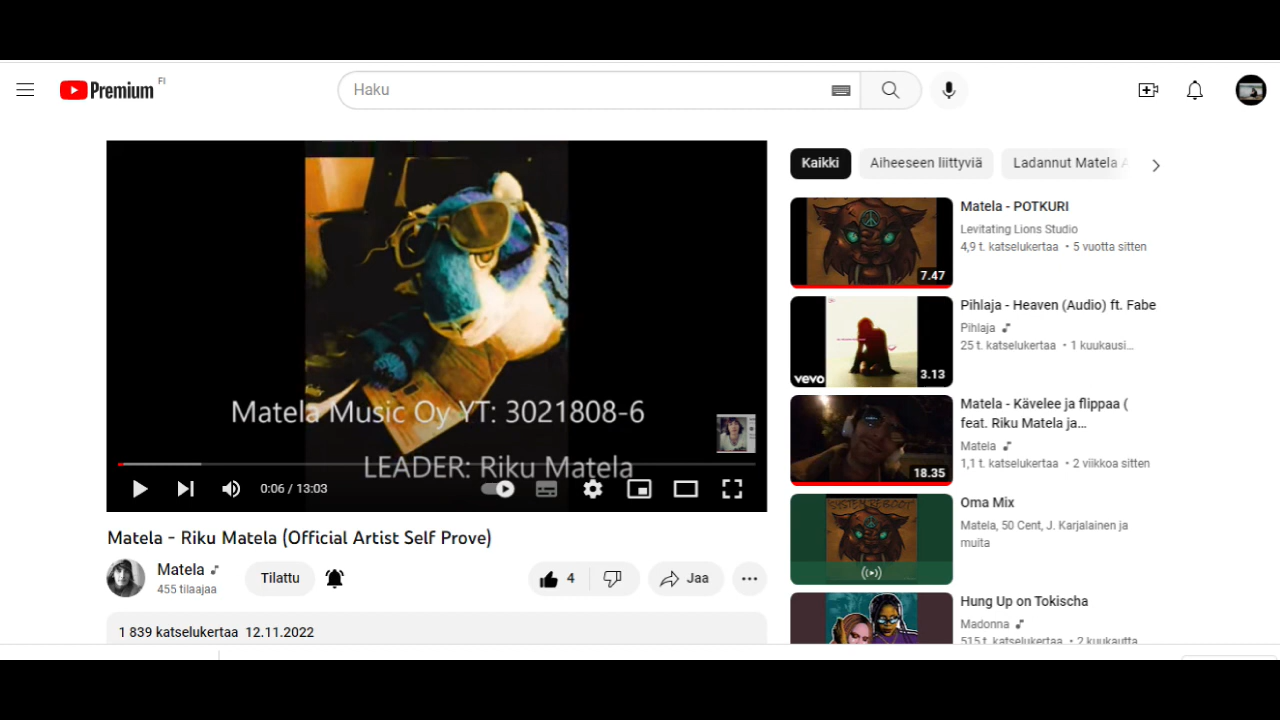 Premium FI
Haku
Matela Music Oy YT: 3021808-6
LEADER: Riku Matela
0:06 / 13:03
Matela - Riku Matela (Official Artist Self Prove)
Matela
455 tilaajaa
Tilattu
4
Jaa
1 839 katselukertaa 12.11.2022
Kaikki
Aiheeseen liittyviä
Ladannut Matela
7.47
Matela - POTKURI
Levitating Lions Studio
4,9 t. katselukertaa • 5 vuotta sitten
vevo
3.13
Pihlaja - Heaven (Audio) ft. Fabe
Pihlaja
25 t. katselukertaa • 1 kuukausi...
18.35
Matela - Kävelee ja flippaa (
feat. Riku Matela ja...
Matela
1,1 t. katselukertaa • 2 viikkoa sitten
Oma Mix
Matela, 50 Cent, J. Karjalainen ja
muita
Hung Up on Tokischa
Madonna
515 t. katselukertaa • 2 kuukautta